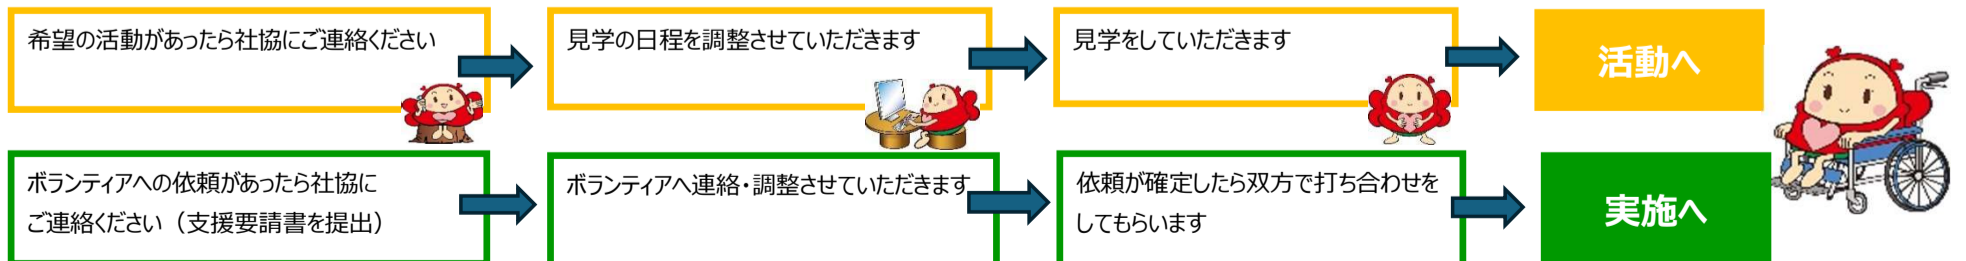 希望の活動があったら社協にご連絡ください
見学の日程を調整させていただきます
見学をしていただきます
活動へ
ボランティアへの依頼があったら社協に
ご連絡ください（支援要請書を提出）
ボランティアへ連絡・調整させていただきます
依頼が確定したら双方で打ち合わせを
してもらいます
実施へ